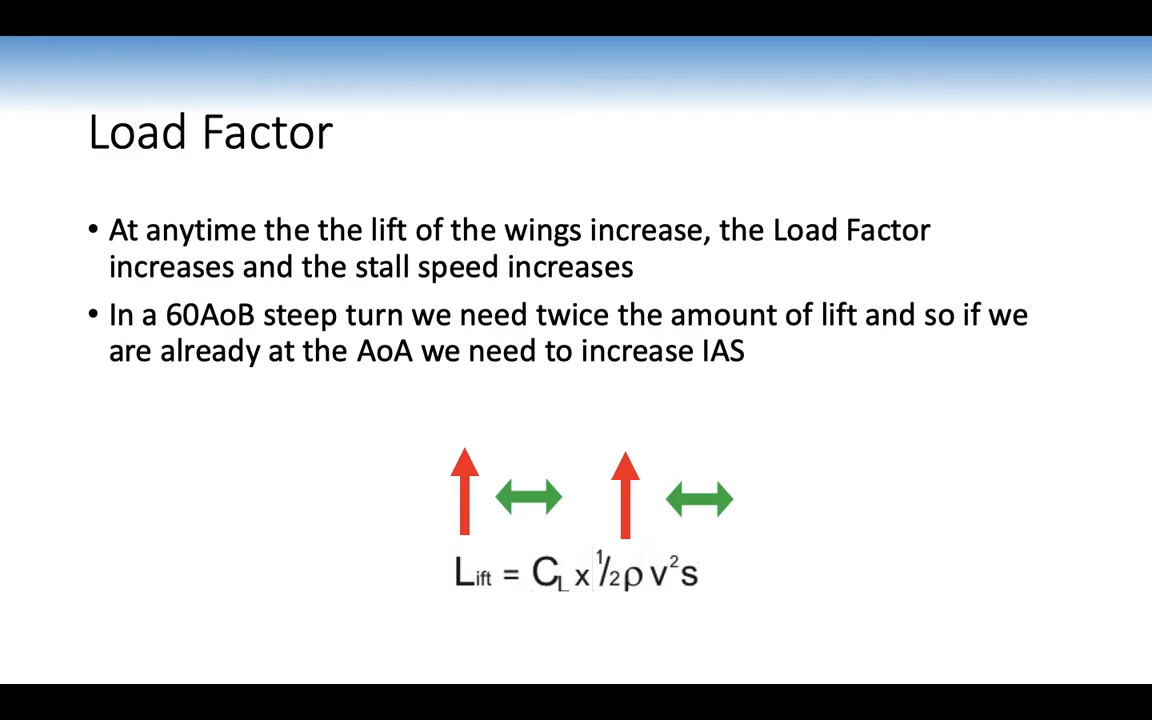 Load Factor
• At anytime the the lift of the wings increase, the Load Factor
increases and the stall speed increases
• In a 60AoB steep turn we need twice the amount of lift and so if we
are already at the AoA we need to increase IAS
Lift = CL x ½ρ v²s